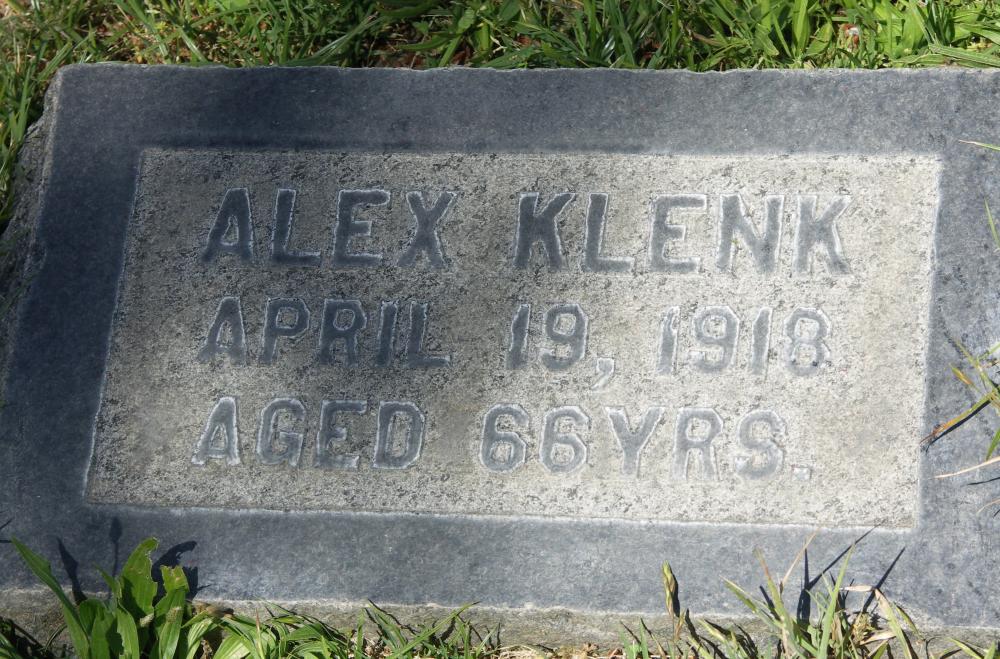 ALEX KLENK
APRIL 19, 1918
AGED 66YRS.